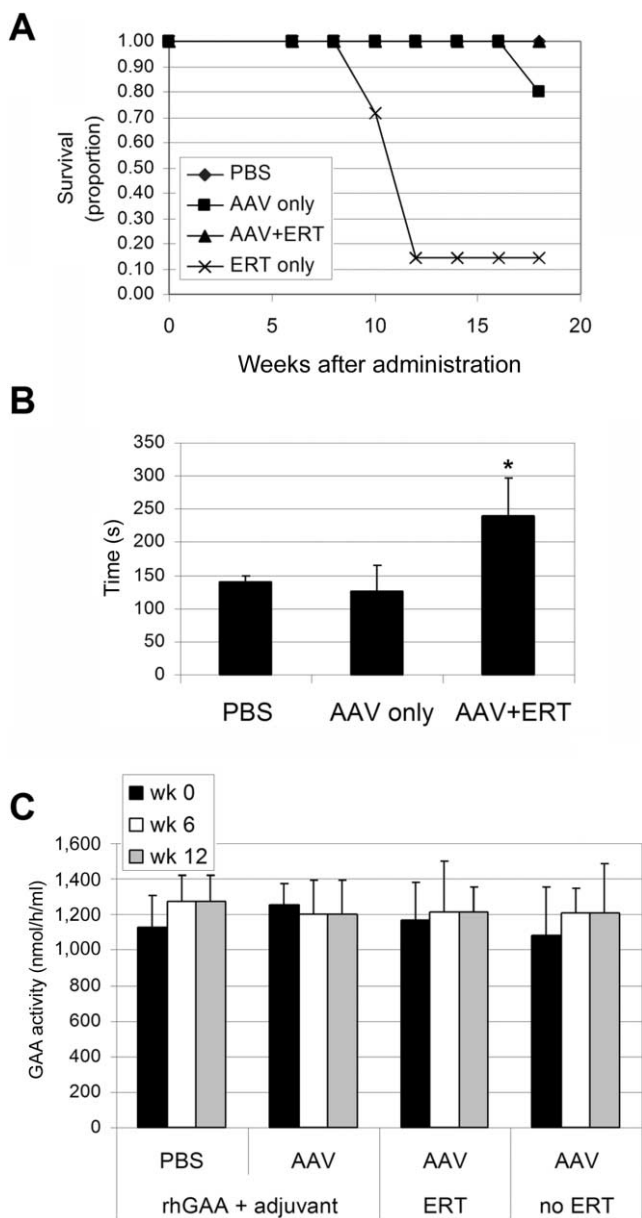 A
1.00
0.90
0.80
0.70
0.60
0.50
0.40
0.30
0.20
0.10
0.00
Survival
(proportion)
PBS
AAV only
AAV+ERT
ERT only
0 5 10 15 20
Weeks after administration
B
350
300
250
200
150
100
50
0
Time (s)
*
PBS AAV only AAV+ERT
C
wk 0
wk 6
wk 12
1,600
1,400
1,200
1,000
800
600
400
200
0
GAA activity (nmol/h/ml)
PBS AAV AAV AAV
rhGAA + adjuvant ERT no ERT